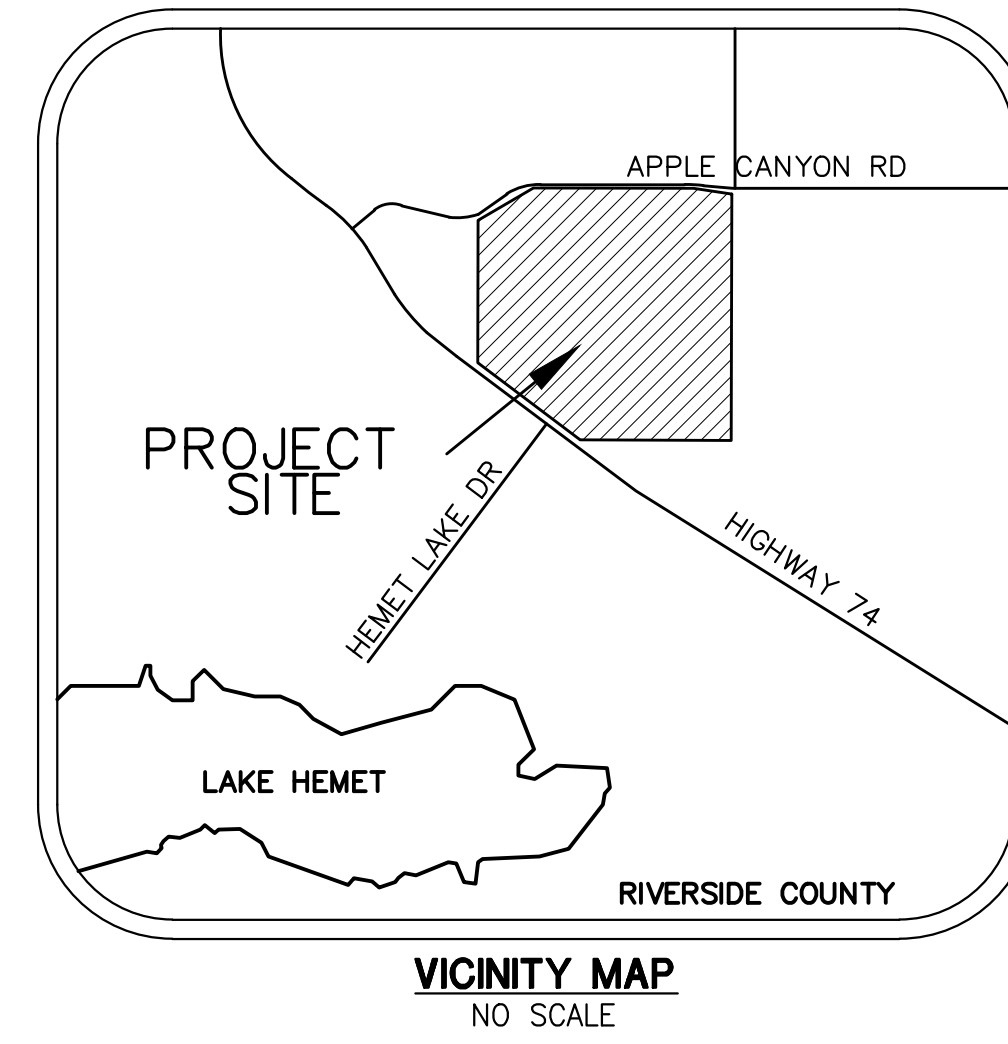 APPLE CANYON RD
PROJECT
SITE
HEMET LAKE DR
HIGHWAY 74
LAKE HEMET
RIVERSIDE COUNTY
VICINITY MAP
NO SCALE